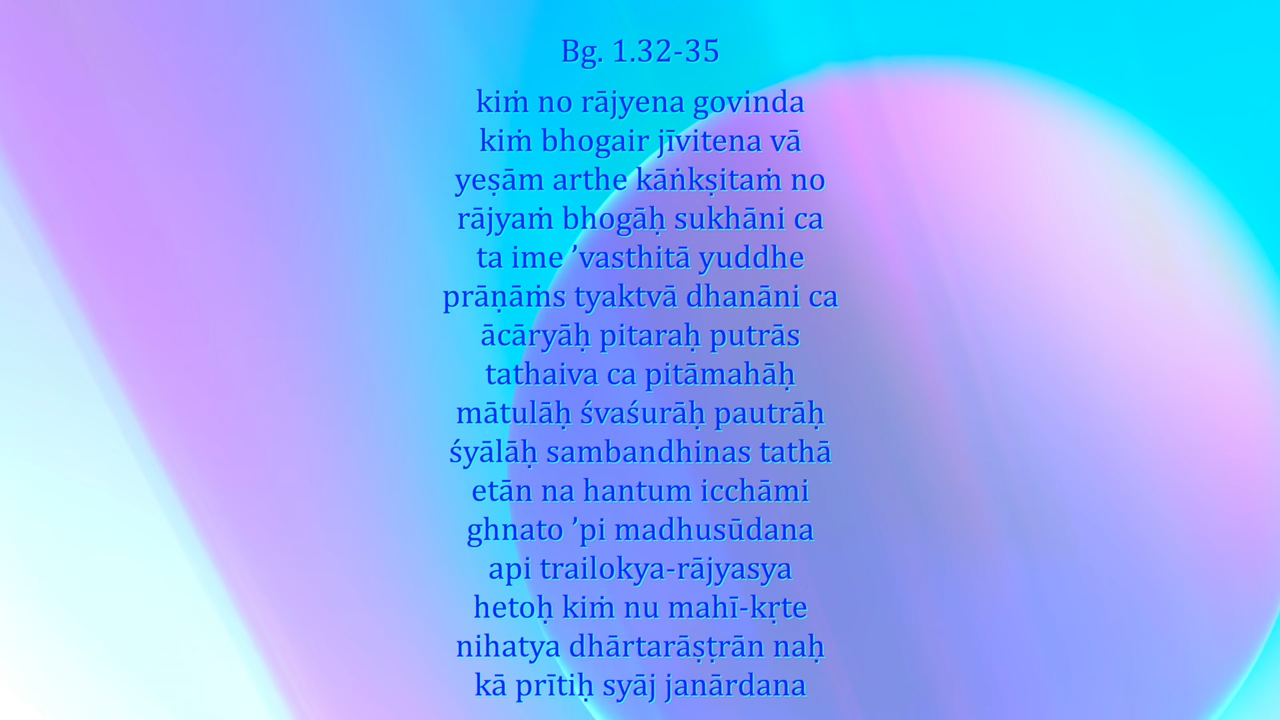 Bg. 1.32-35
kiṁ no rājyena govinda
kiṁ bhogair jīvitena vā
yeṣām arthe kāṅkṣitaṁ no
rājyaṁ bhogāḥ sukhāni ca
ta ime ’vasthitā yuddhe
prāṇāṁs tyaktvā dhanāni ca
ācāryāḥ pitaraḥ putrās
tathaiva ca pitāmahāḥ
mātulāḥ śvaśurāḥ pautrāḥ
śyālāḥ sambandhinas tathā
etān na hantum icchāmi
ghnato ’pi madhusūdana
api trailokya-rājyasya
hetoḥ kiṁ nu mahī-kṛte
nihatya dhārtarāṣṭrān naḥ
kā prītiḥ syāj janārdana